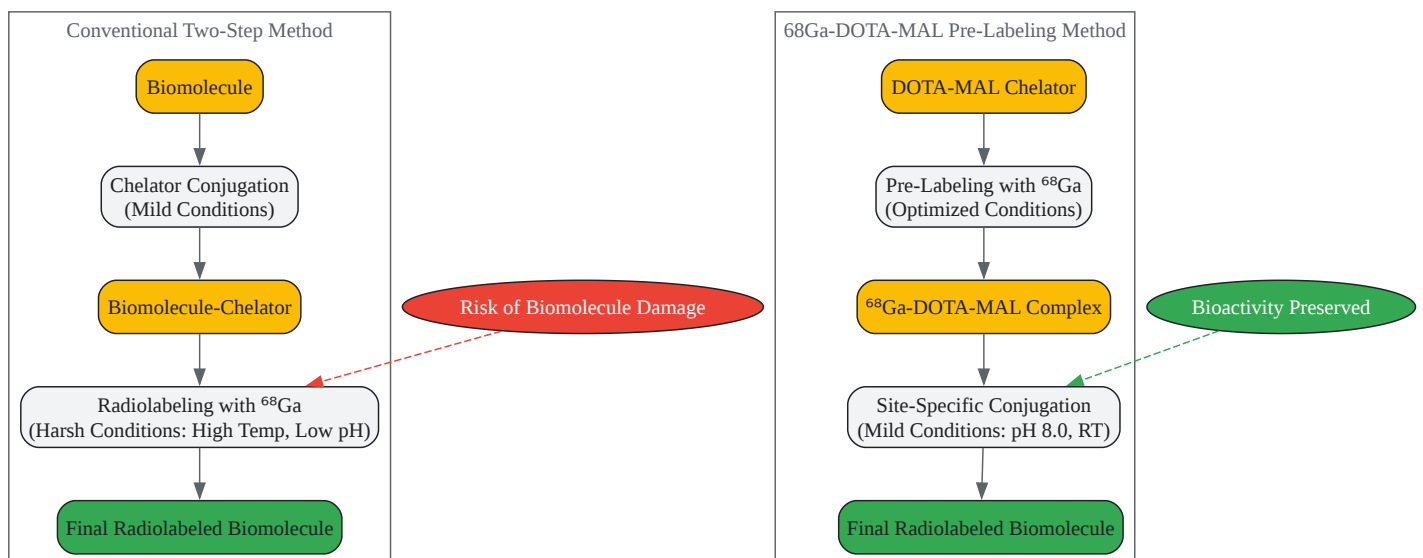 Conventional Two-Step Method
Biomolecule
Chelator Conjugation
(Mild Conditions)
Biomolecule-Chelator
Risk of Biomolecule Damage
Radiolabeling with ⁶⁸Ga
(Harsh Conditions: High Temp, Low pH)
Final Radiolabeled Biomolecule
68Ga-DOTA-MAL Pre-Labeling Method
DOTA-MAL Chelator
Pre-Labeling with ⁶⁸Ga
(Optimized Conditions)
⁶⁸Ga-DOTA-MAL Complex
Bioactivity Preserved
Site-Specific Conjugation
(Mild Conditions: pH 8.0, RT)
Final Radiolabeled Biomolecule